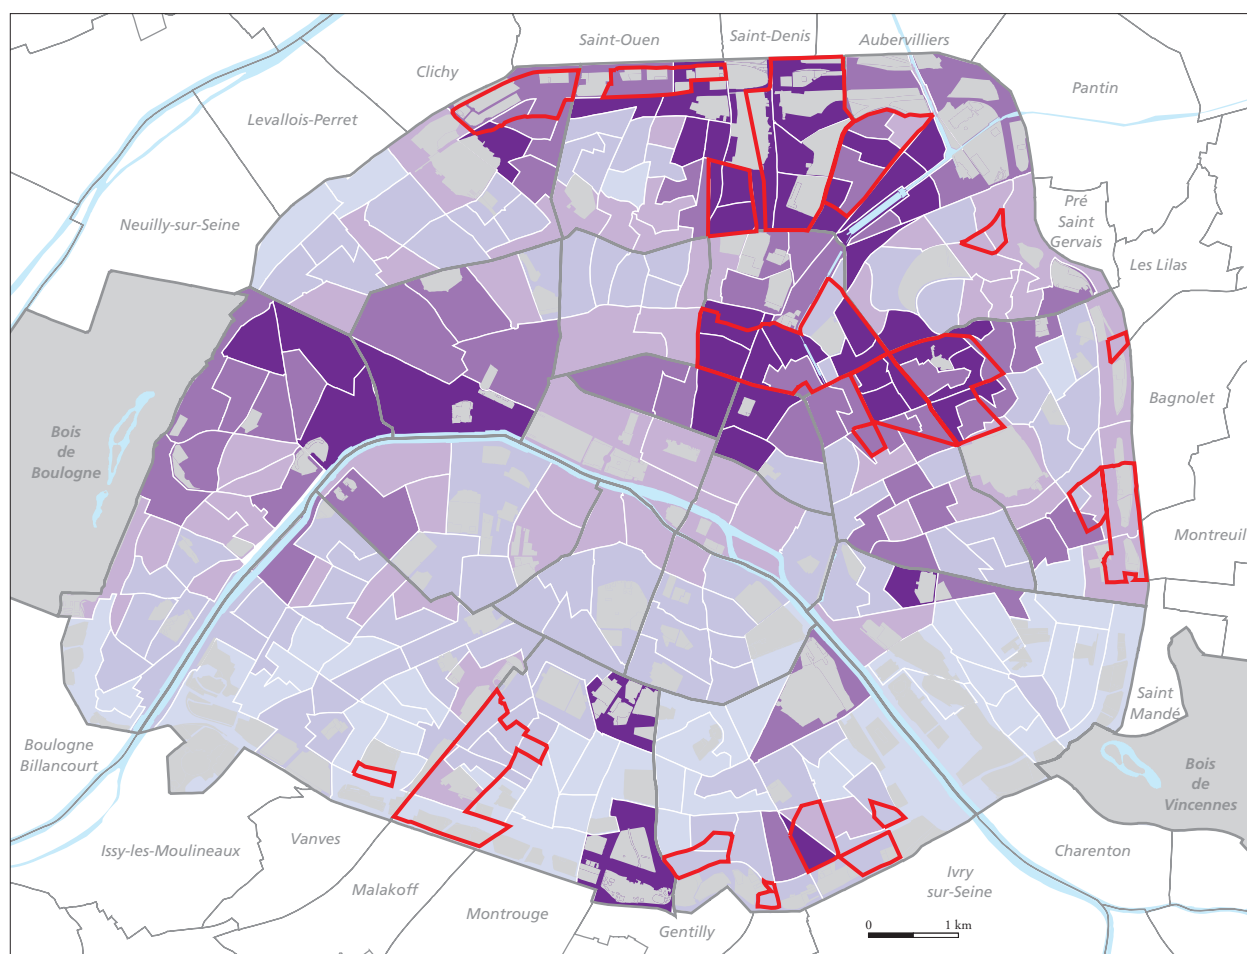 Saint-Ouen
Saint-Denis
Aubervilliers
Clichy
Pantin
Levallois-Perret
Neuilly-sur-Seine
Pré
Saint
Gervais
Les Lilas
Bagnolet
Bois
de
Boulogne
Montreuil
Saint
Mandé
Boulogne
Billancourt
Bois
de
Vincennes
Vanves
Issy-les-Moulineaux
Charenton
Malakoff
Ivry
sur-Seine
Montrouge
Gentilly
0 1 km